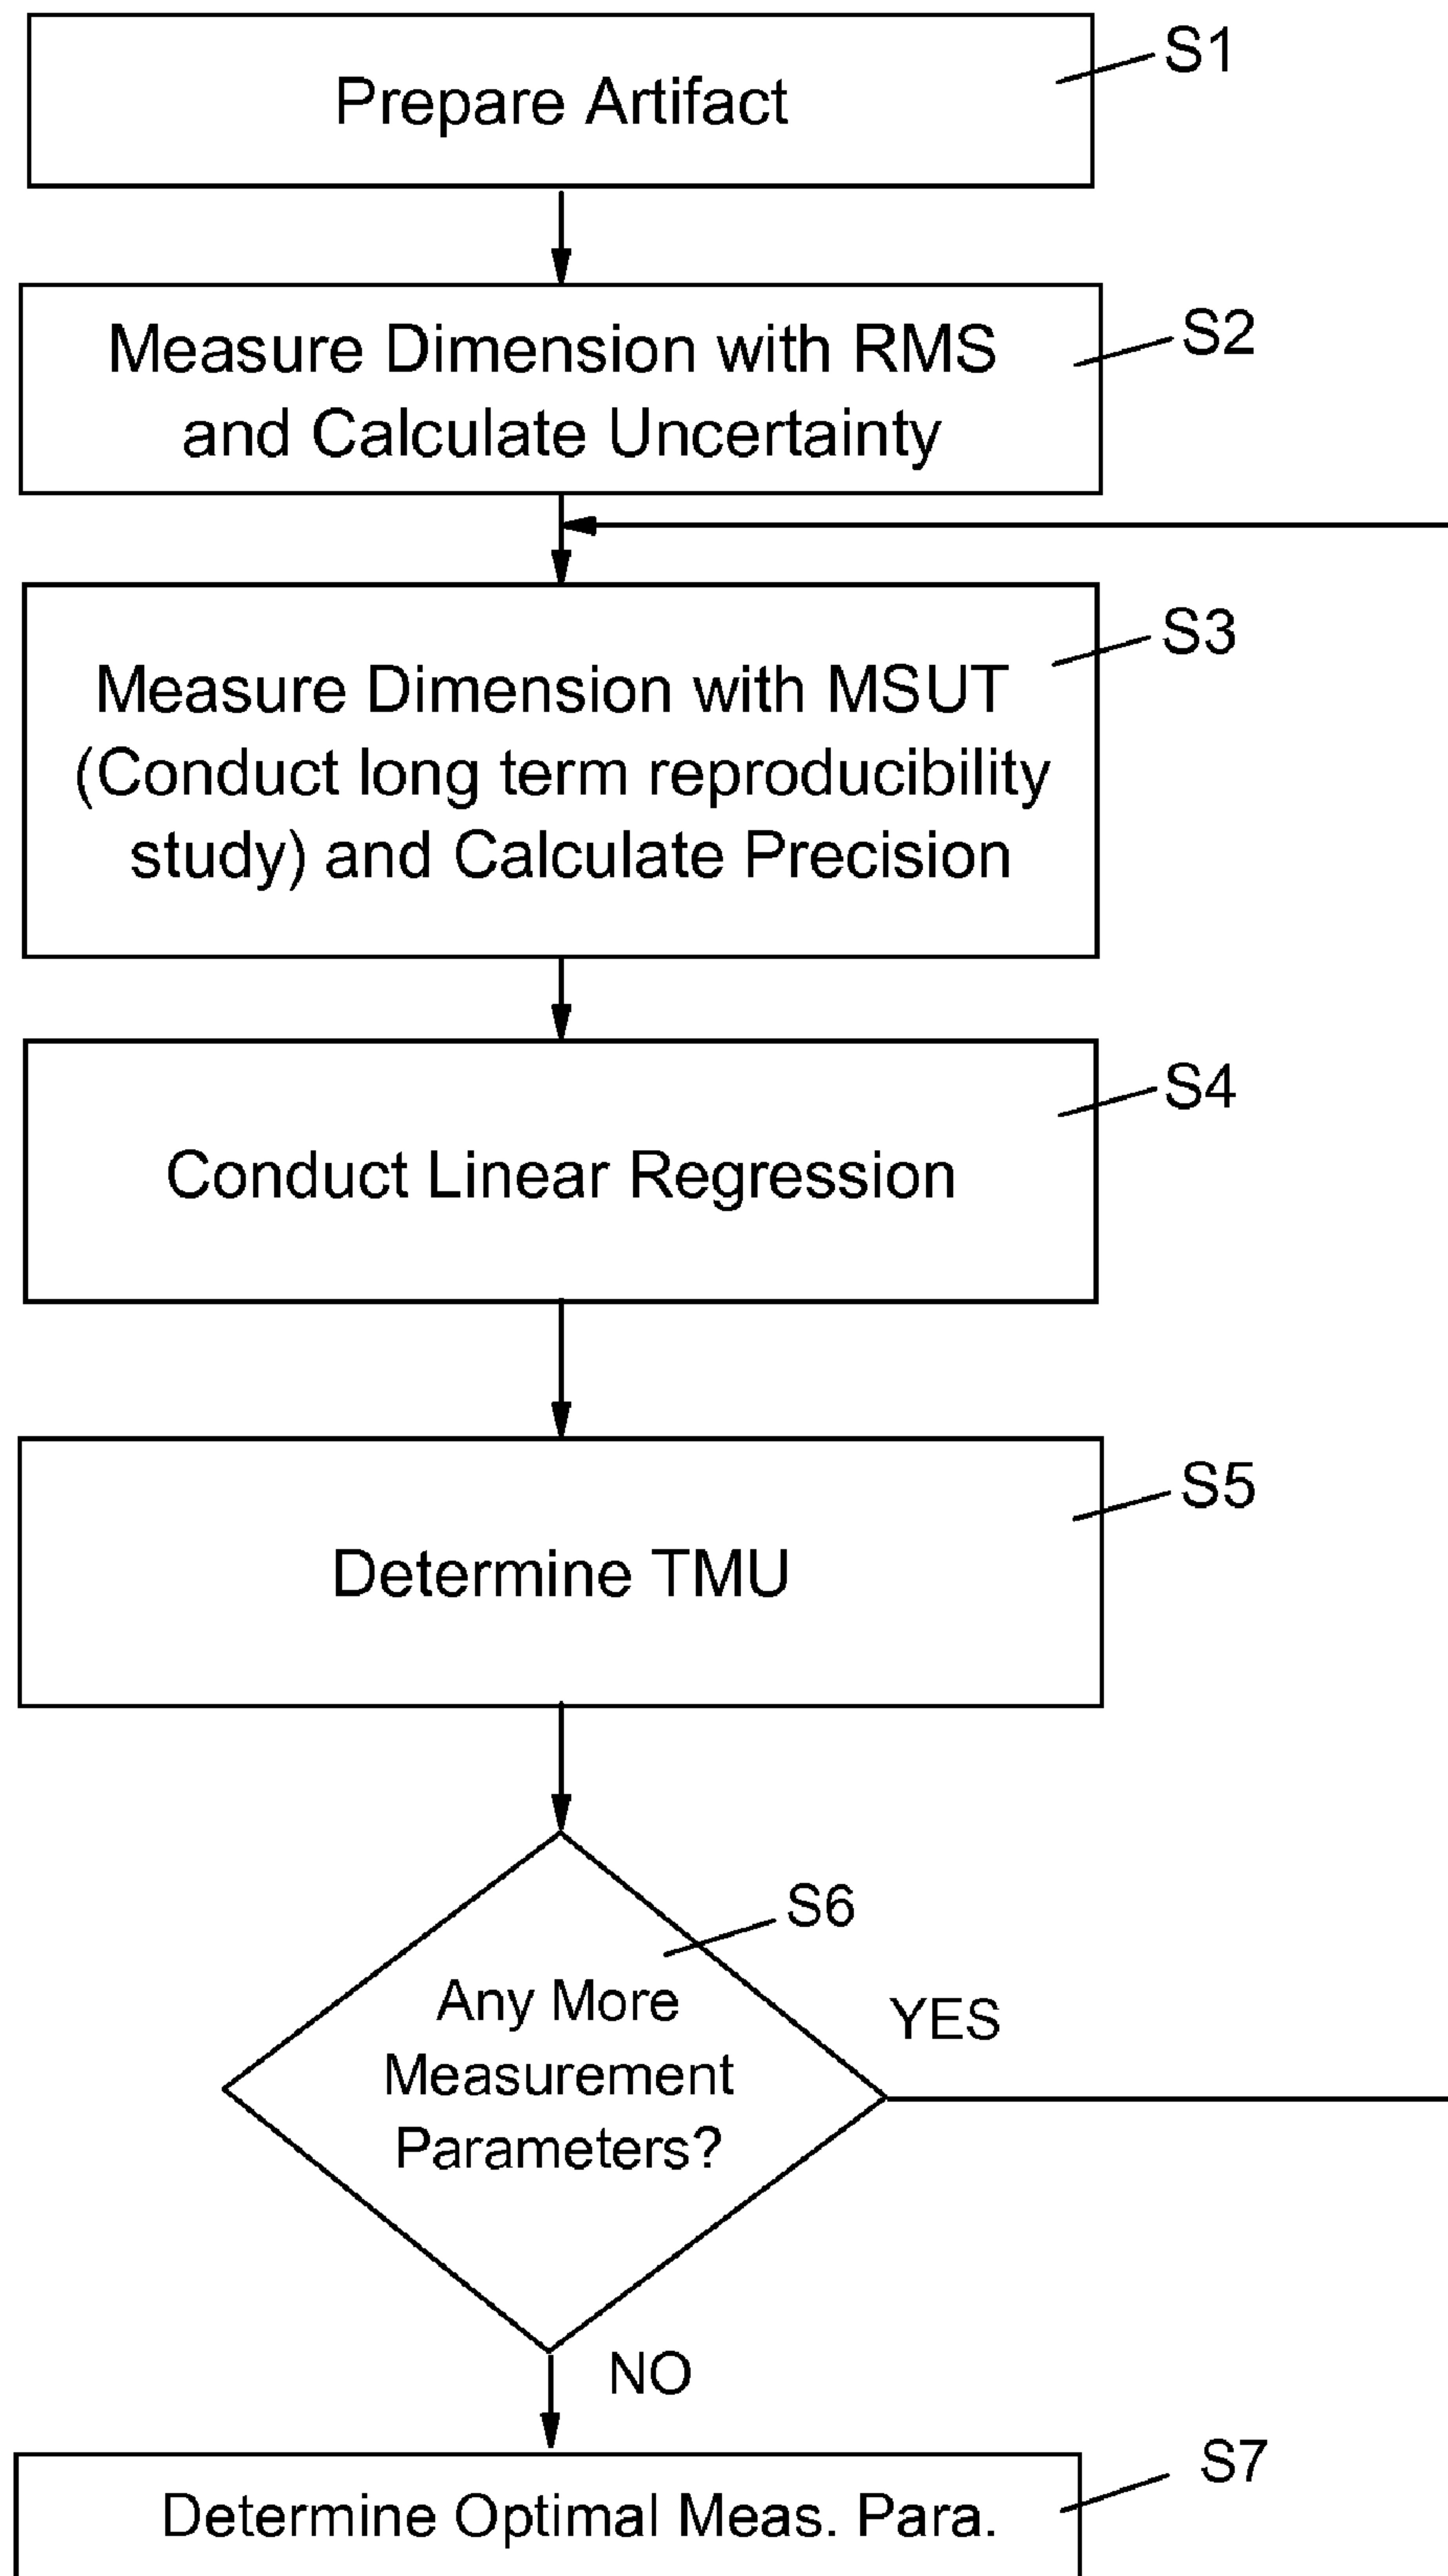 Prepare Artifact
S1
Measure Dimension with RMS
and Calculate Uncertainty
S2
Measure Dimension with MSUT
(Conduct long term reproducibility
study) and Calculate Precision
S3
Conduct Linear Regression
S4
Determine TMU
S5
Any More
Measurement
Parameters?
S6
YES
NO
Determine Optimal Meas. Para.
S7